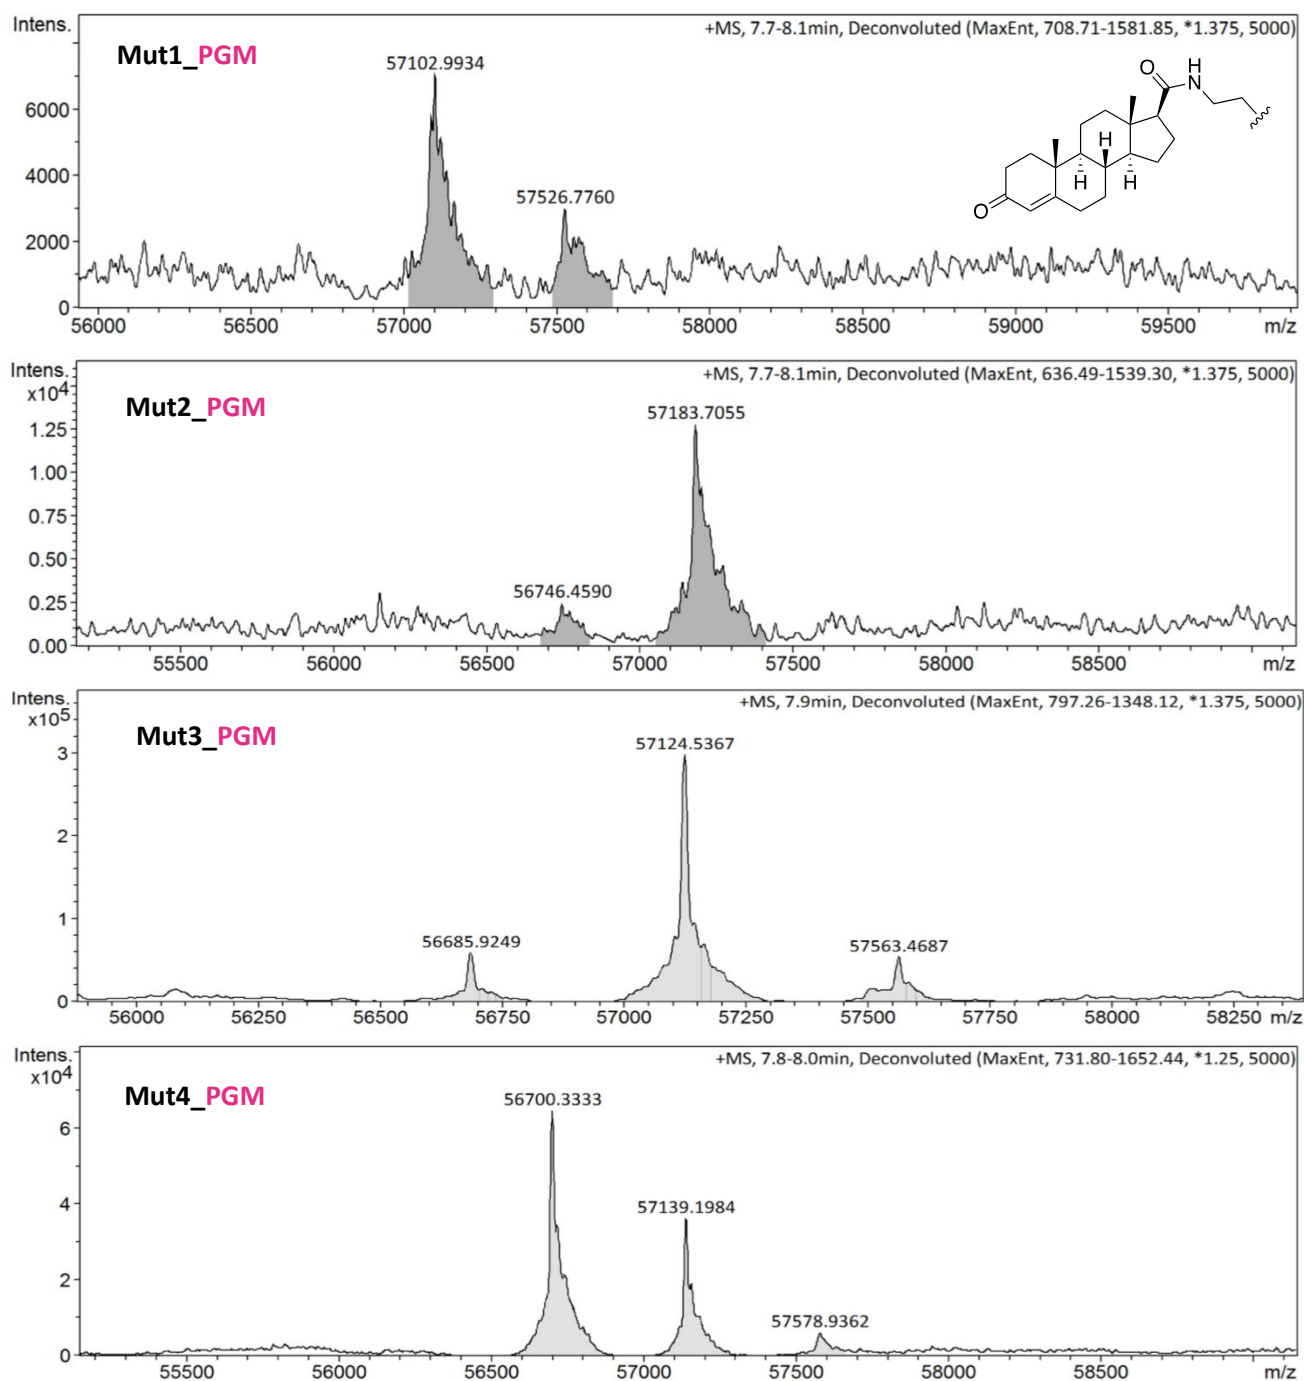 Intens.
+MS, 7.7-8.1min, Deconvoluted (MaxEnt, 708.71-1581.85, *1.375, 5000)
Mut1_PGM
57102.9934
57526.7760
O
H
N
H
H
H
O
6000
4000
2000
0
56000 56500 57000 57500 58000 58500 59000 59500 m/z
Intens.
x10⁴
+MS, 7.7-8.1min, Deconvoluted (MaxEnt, 636.49-1539.30, *1.375, 5000)
Mut2_PGM
57183.7055
56746.4590
1.25
1.00
0.75
0.50
0.25
0.00
55500 56000 56500 57000 57500 58000 58500 m/z
Intens.
x10⁵
+MS, 7.9min, Deconvoluted (MaxEnt, 797.26-1348.12, *1.375, 5000)
Mut3_PGM
57124.5367
56685.9249
57563.4687
3
2
1
0
56000 56250 56500 56750 57000 57250 57500 57750 58000 58250 m/z
Intens.
x10⁴
+MS, 7.8-8.0min, Deconvoluted (MaxEnt, 731.80-1652.44, *1.25, 5000)
Mut4_PGM
56700.3333
57139.1984
57578.9362
6
4
2
0
55500 56000 56500 57000 57500 58000 58500 m/z